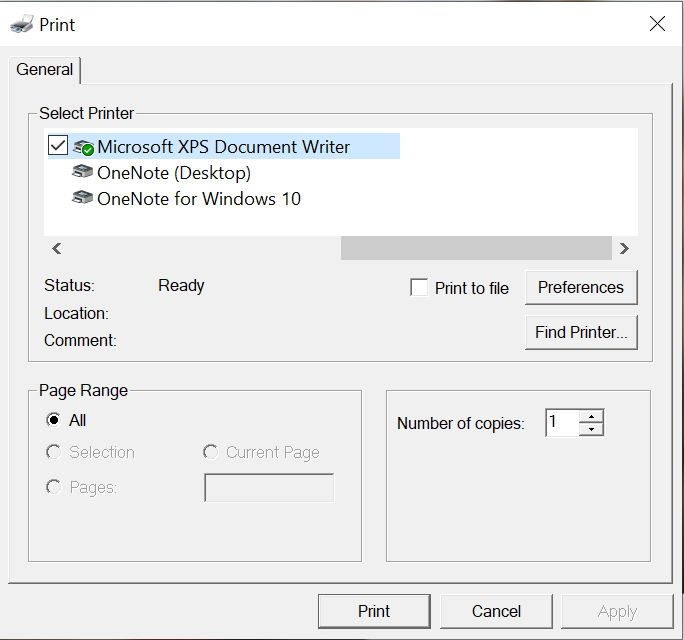 Print
General
Select Printer
Microsoft XPS Document Writer
OneNote (Desktop)
OneNote for Windows 10
Status: Ready
Print to file
Preferences
Location:
Comment:
Find Printer...
Page Range
All
Selection
Current Page
Pages:
Number of copies: 1
Print
Cancel
Apply